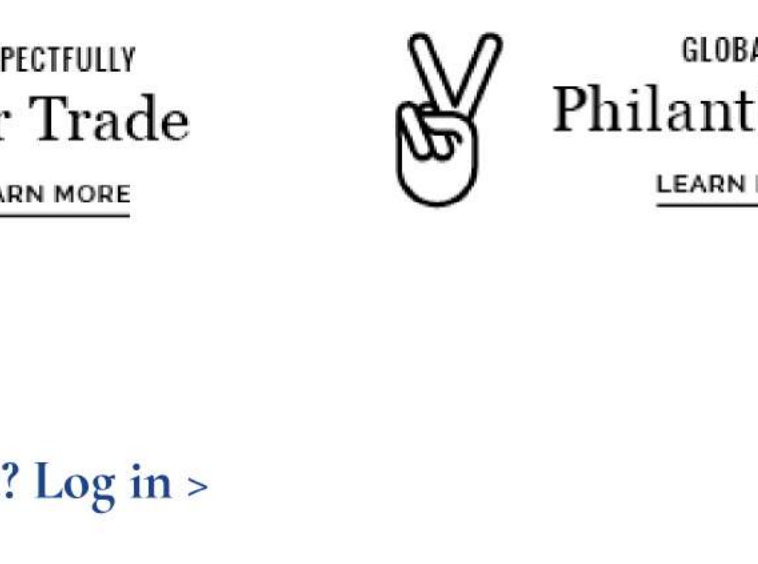 PECTFULLY
r Trade
ARN MORE
GLOBA
Philant
LEARN
? Log in >